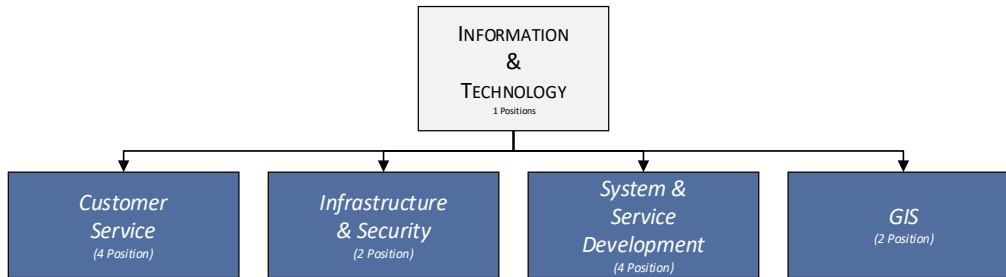 INFORMATION
&
TECHNOLOGY
1 Positions
Customer
Service
(4 Position)
Infrastructure
& Security
(2 Position)
System &
Service
Development
(4 Position)
GIS
(2 Position)